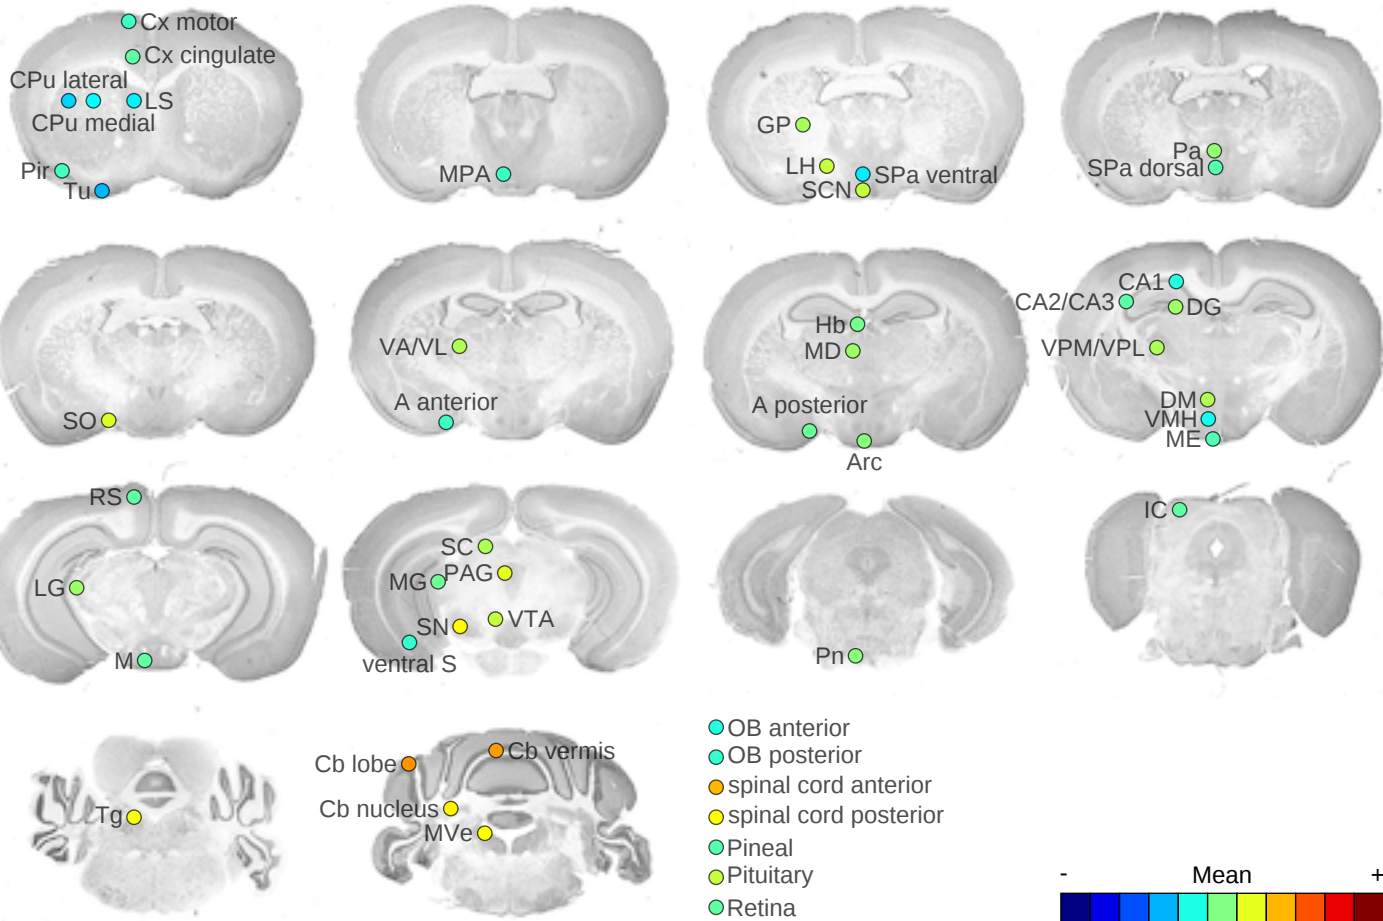 Cx motor
Cx cingulate
CPu lateral
LS
CPu medial
Pir
Tu
MPA
GP
LH
SPa ventral
SCN
Pa
SPa dorsal
SO
VA/VL
A anterior
Hb
MD
A posterior
Arc
CA1
CA2/CA3
DG
VPM/VPL
DM
VMH
ME
RS
LG
M
SC
PAG
MG
VTA
SN
ventral S
Pn
IC
Tg
Cb vermis
Cb lobe
Cb nucleus
MVe
OB anterior
OB posterior
spinal cord anterior
spinal cord posterior
Pineal
Pituitary
Retina
- Mean +